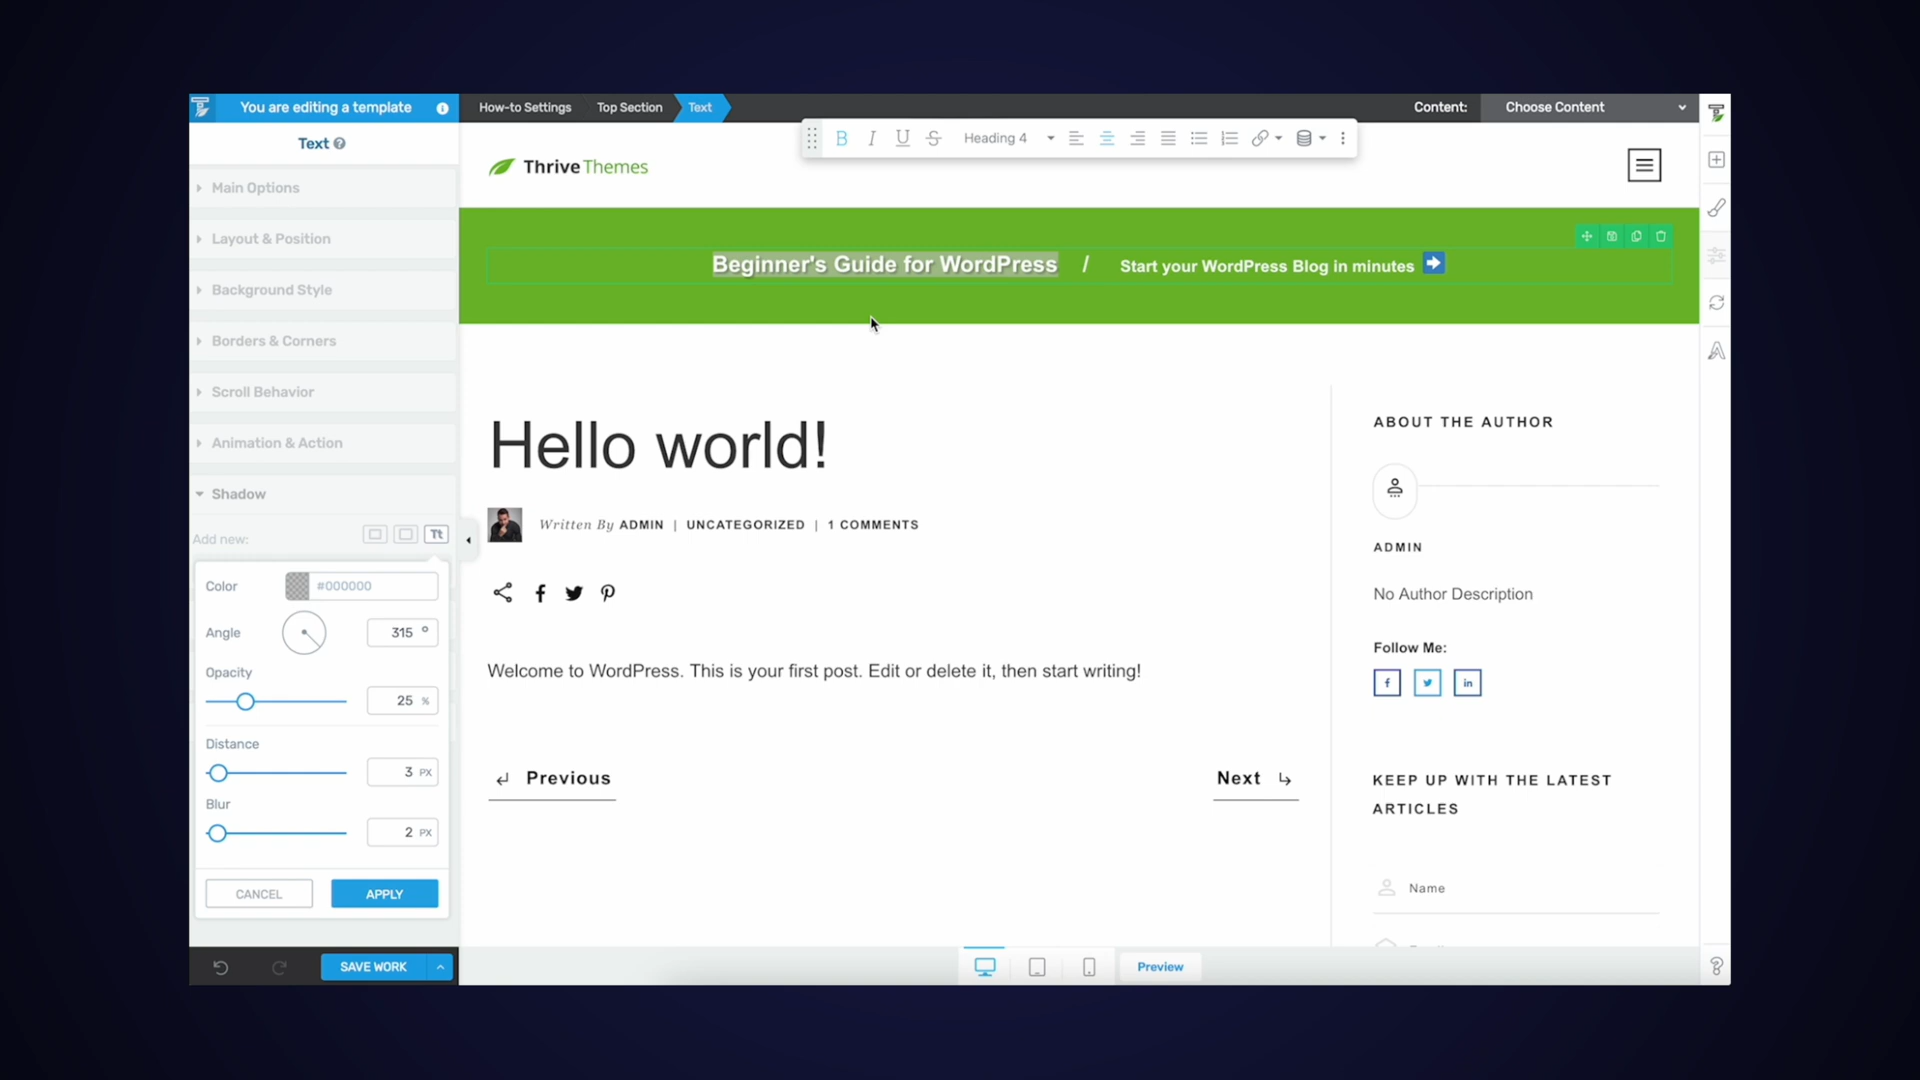 You are editing a template
How-to Settings
Top Section
Text
Content:
Choose Content
Text
Main Options
Layout & Position
Background Style
Borders & Corners
Scroll Behavior
Animation & Action
Shadow
Add new:
Tt
Color
#000000
Angle
315 °
Opacity
25 %
Distance
3 PX
Blur
2 PX
CANCEL
APPLY
SAVE WORK
B I U S Heading 4
Thrive Themes
Beginner's Guide for WordPress / Start your WordPress Blog in minutes
Hello world!
Written By ADMIN | UNCATEGORIZED | 1 COMMENTS
Welcome to WordPress. This is your first post. Edit or delete it, then start writing!
Previous
Next
ABOUT THE AUTHOR
ADMIN
No Author Description
Follow Me:
KEEP UP WITH THE LATEST
ARTICLES
Name
Preview